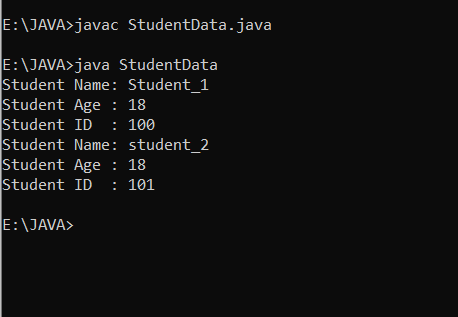 E:\JAVA>javac StudentData.java
E:\JAVA>java StudentData
Student Name: Student_1
Student Age : 18
Student ID  : 100
Student Name: student_2
Student Age : 18
Student ID  : 101
E:\JAVA>